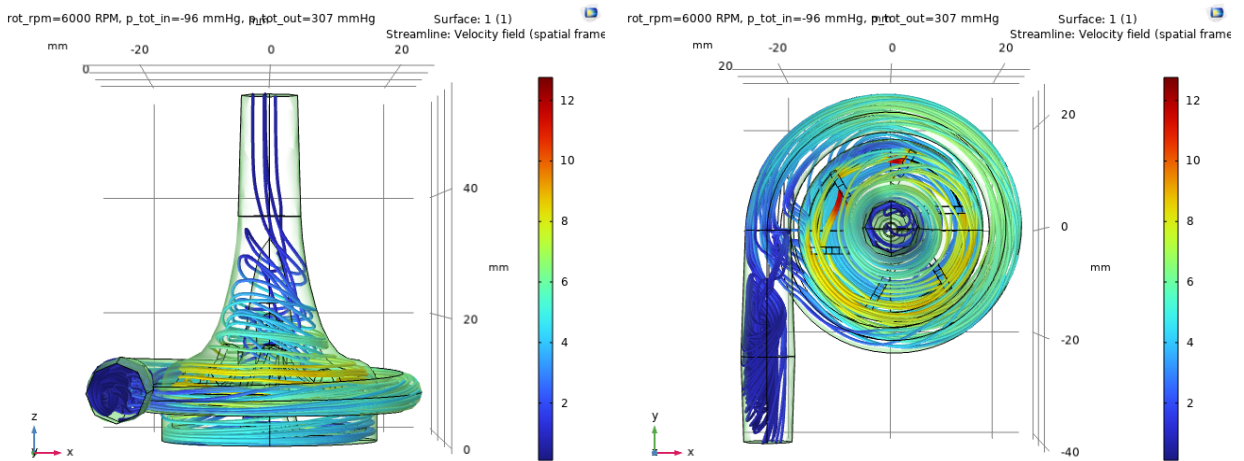 rot_rpm=6000 RPM, p_tot_in=-96 mmHg, p_tot_out=307 mmHg
mm
Surface: 1 (1)
Streamline: Velocity field (spatial frame
mm
-20
0
20
0
12
10
8
6
4
2
40
mm
20
0
z
y
x
rot_rpm=6000 RPM, p_tot_in=-96 mmHg, p_tot_out=307 mmHg
mm
Surface: 1 (1)
Streamline: Velocity field (spatial frame
mm
-20
0
20
20
12
10
8
6
4
2
20
0
mm
-20
-40
y
z
x